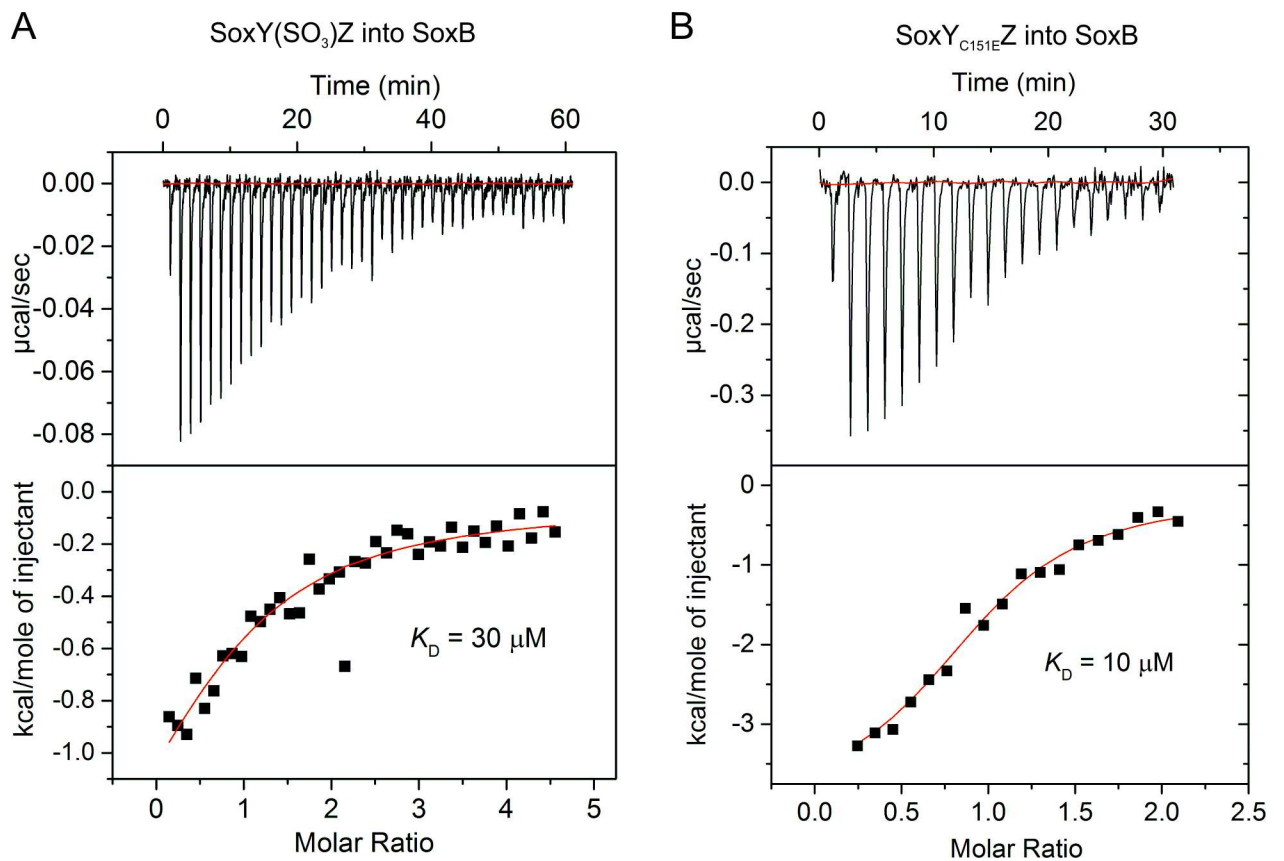 A
SoxY(SO₃)Z into SoxB
Time (min)
0 20 40 60
0.00
-0.02
-0.04
-0.06
-0.08
µcal/sec
0.0
-0.2
-0.4
-0.6
-0.8
-1.0
kcal/mole of injectant
K_D = 30 µM
0 1 2 3 4 5
Molar Ratio
B
SoxY_C151E Z into SoxB
Time (min)
0 10 20 30
0.0
-0.1
-0.2
-0.3
µcal/sec
0
-1
-2
-3
kcal/mole of injectant
K_D = 10 µM
0.0 0.5 1.0 1.5 2.0 2.5
Molar Ratio